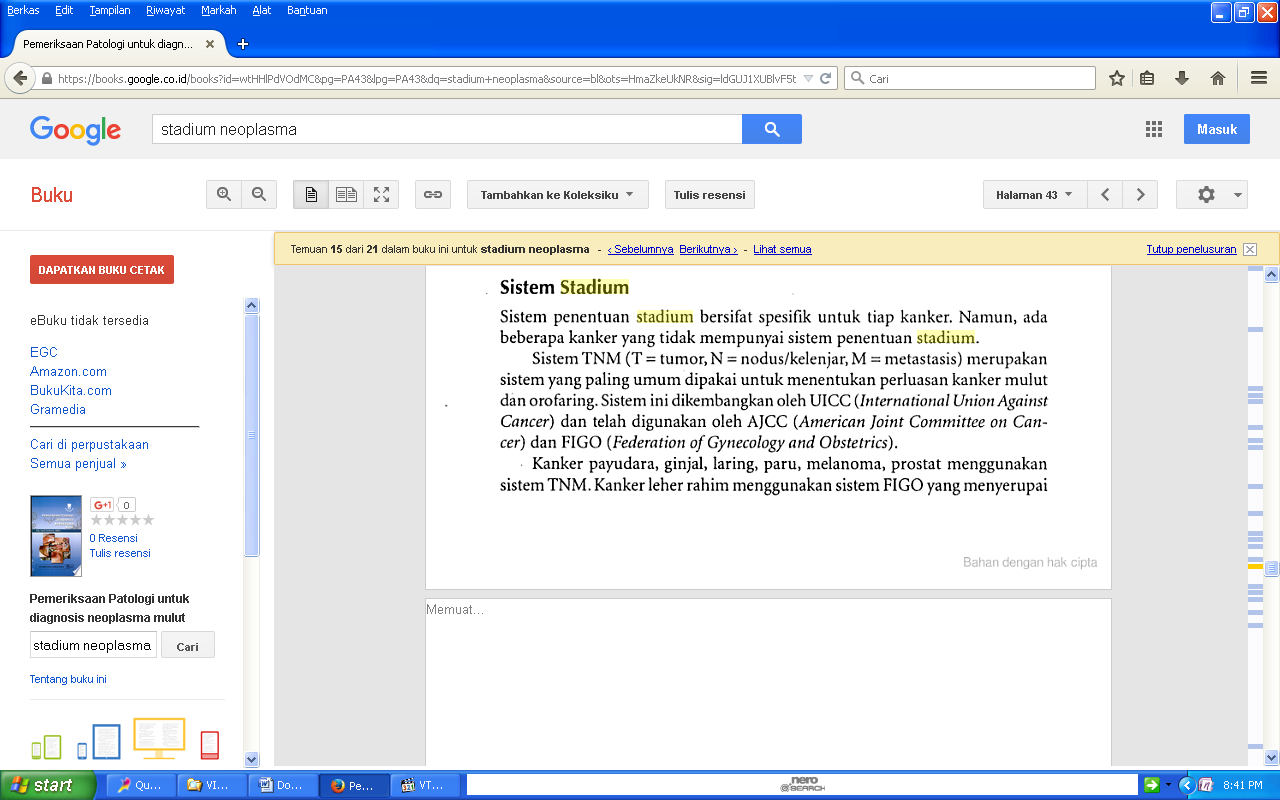 Berkas Edit Tampilan Riwayat Markah Alat Bantuan
Pemeriksaan Patologi untuk diagn...
https://books.google.co.id/books?id=wtHHlPdVOdMC&pg=PA43&lpg=PA43&dq=stadium+neoplasma&source=bl&ots=HmaZkeUkNR&sig=ldGUJ1XUBlvF5t
Cari
Google
stadium neoplasma
Masuk
Buku
Tambahkan ke Koleksiku
Tulis resensi
Halaman 43
Temuan 15 dari 21 dalam buku ini untuk stadium neoplasma - ‹ Sebelumnya Berikutnya › - Lihat semua
Tutup penelusuran
DAPATKAN BUKU CETAK
eBuku tidak tersedia
EGC
Amazon.com
BukuKita.com
Gramedia
Cari di perpustakaan
Semua penjual »
G+1 0
0 Resensi
Tulis resensi
Pemeriksaan Patologi untuk
diagnosis neoplasma mulut
stadium neoplasma
Cari
Tentang buku ini
Sistem Stadium
Sistem penentuan stadium bersifat spesifik untuk tiap kanker. Namun, ada
beberapa kanker yang tidak mempunyai sistem penentuan stadium.
Sistem TNM (T = tumor, N = nodus/kelenjar, M = metastasis) merupakan
sistem yang paling umum dipakai untuk menentukan perluasan kanker mulut
dan orofaring. Sistem ini dikembangkan oleh UICC (International Union Against
Cancer) dan telah digunakan oleh AJCC (American Joint Committee on Can-
cer) dan FIGO (Federation of Gynecology and Obstetrics).
Kanker payudara, ginjal, laring, paru, melanoma, prostat menggunakan
sistem TNM. Kanker leher rahim menggunakan sistem FIGO yang menyerupai
Bahan dengan hak cipta
Memuat...
start
Qu...
VI...
Do...
Pe...
VT...
nero
SEARCH
8:41 PM